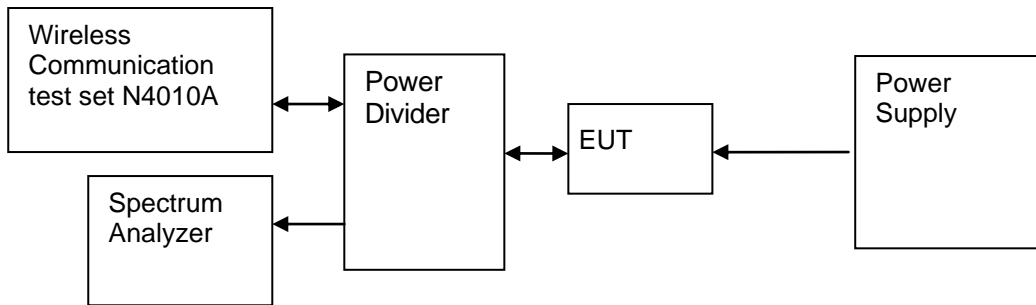 Wireless
Communication
test set N4010A
Power
Divider
EUT
Power
Supply
Spectrum
Analyzer